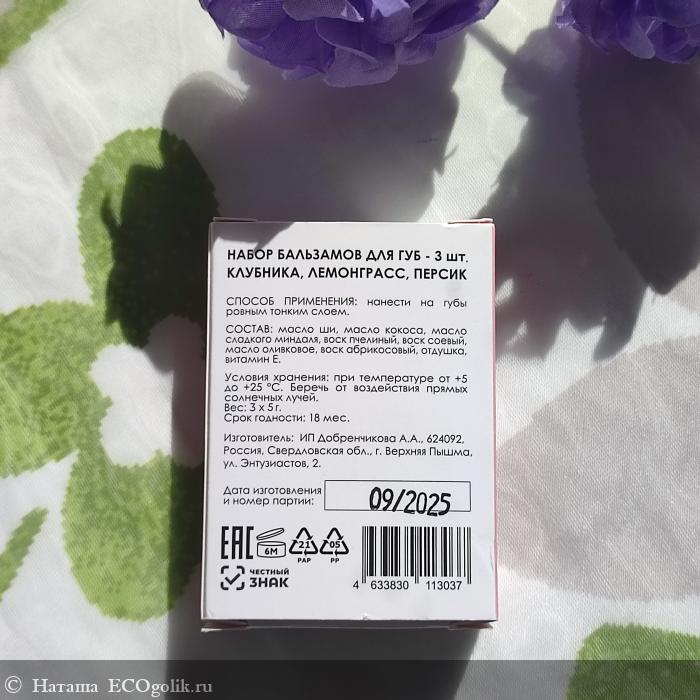 НАБОР БАЛЬЗАМОВ ДЛЯ ГУБ - 3 шт.
КЛУБНИКА, ЛЕМОНГРАСС, ПЕРСИК
СПОСОБ ПРИМЕНЕНИЯ: нанести на губы
ровным тонким слоем.
СОСТАВ: масло ши, масло кокоса, масло
сладкого миндаля, воск пчелиный, воск соевый,
масло оливковое, воск абрикосовый, отдушка,
витамин Е.
Условия хранения: при температуре от +5
до +25 °С. Беречь от воздействия прямых
солнечных лучей.
Вес: 3 х 5 г.
Срок годности: 18 мес.
Изготовитель: ИП Добренчикова А.А., 624092,
Россия, Свердловская обл., г. Верхняя Пышма,
ул. Энтузиастов, 2.
Дата изготовления
и номер партии:
09/2025
EAC 6M 21 PAP 05 PP
ЧЕСТНЫЙ
ЗНАК
4 633830 113037
© Наташа ECOgolik.ru